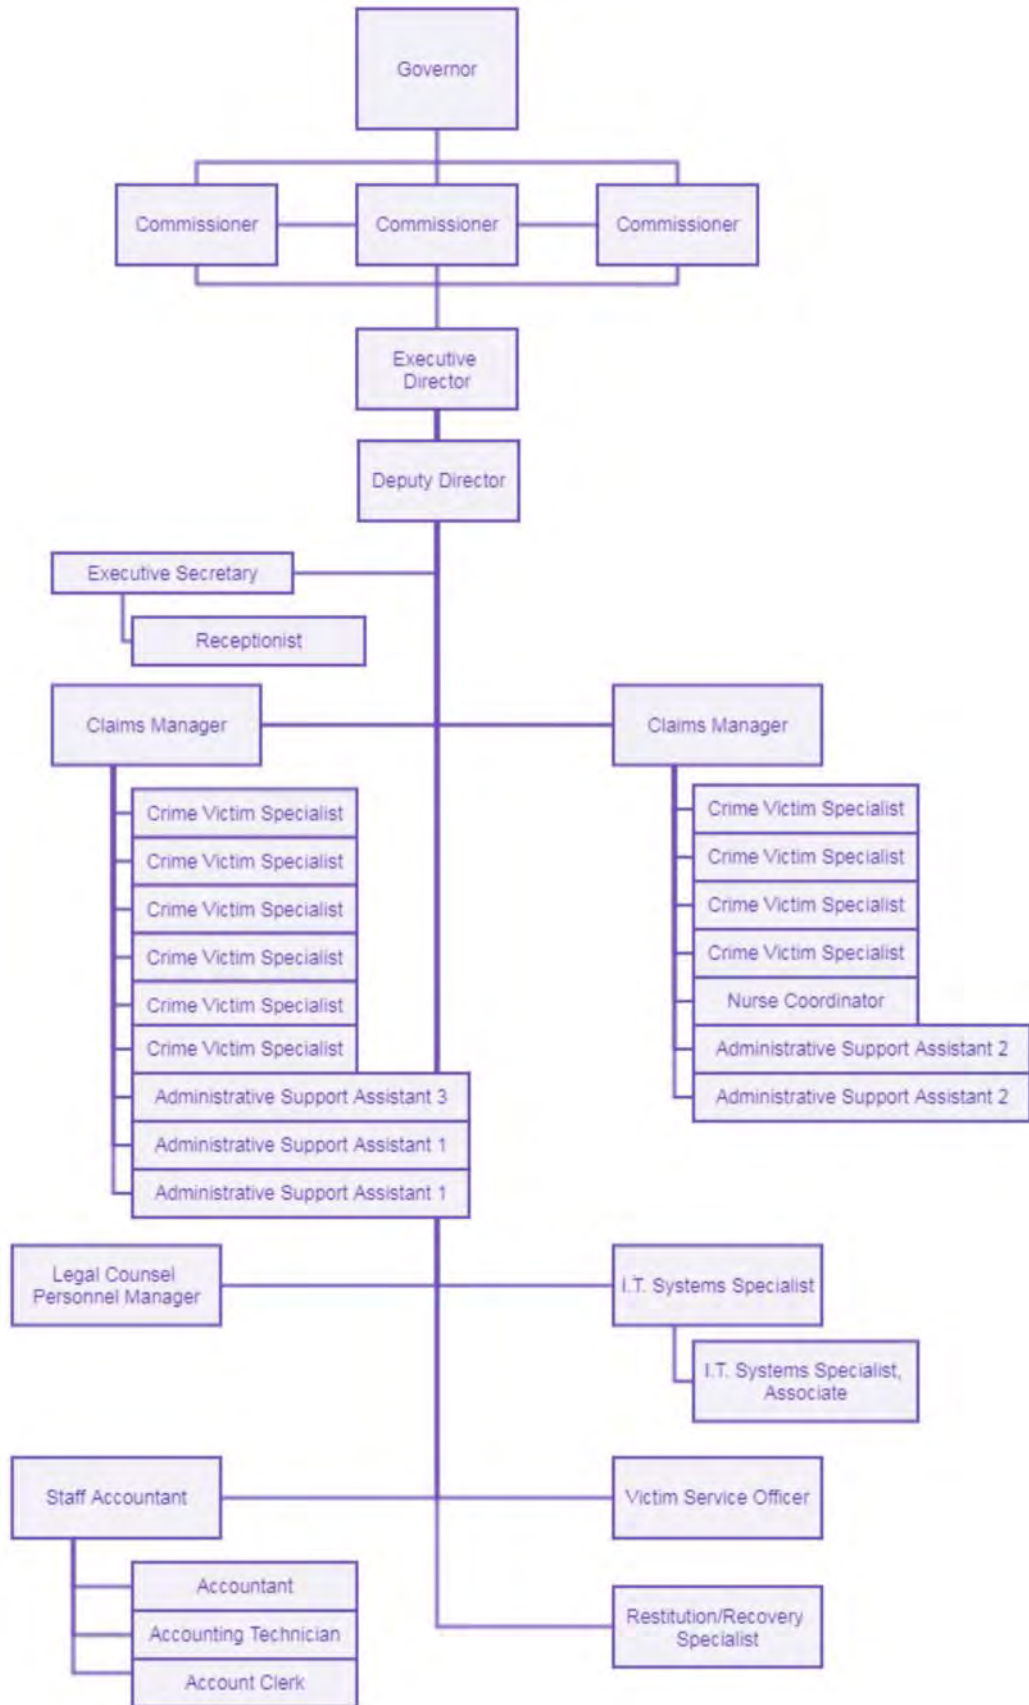 Governor
Commissioner
Commissioner
Commissioner
Executive
Director
Deputy Director
Executive Secretary
Receptionist
Claims Manager
Crime Victim Specialist
Crime Victim Specialist
Crime Victim Specialist
Crime Victim Specialist
Crime Victim Specialist
Crime Victim Specialist
Administrative Support Assistant 3
Administrative Support Assistant 1
Administrative Support Assistant 1
Claims Manager
Crime Victim Specialist
Crime Victim Specialist
Crime Victim Specialist
Crime Victim Specialist
Nurse Coordinator
Administrative Support Assistant 2
Administrative Support Assistant 2
Legal Counsel
Personnel Manager
I.T. Systems Specialist
I.T. Systems Specialist,
Associate
Staff Accountant
Accountant
Accounting Technician
Account Clerk
Victim Service Officer
Restitution/Recovery
Specialist